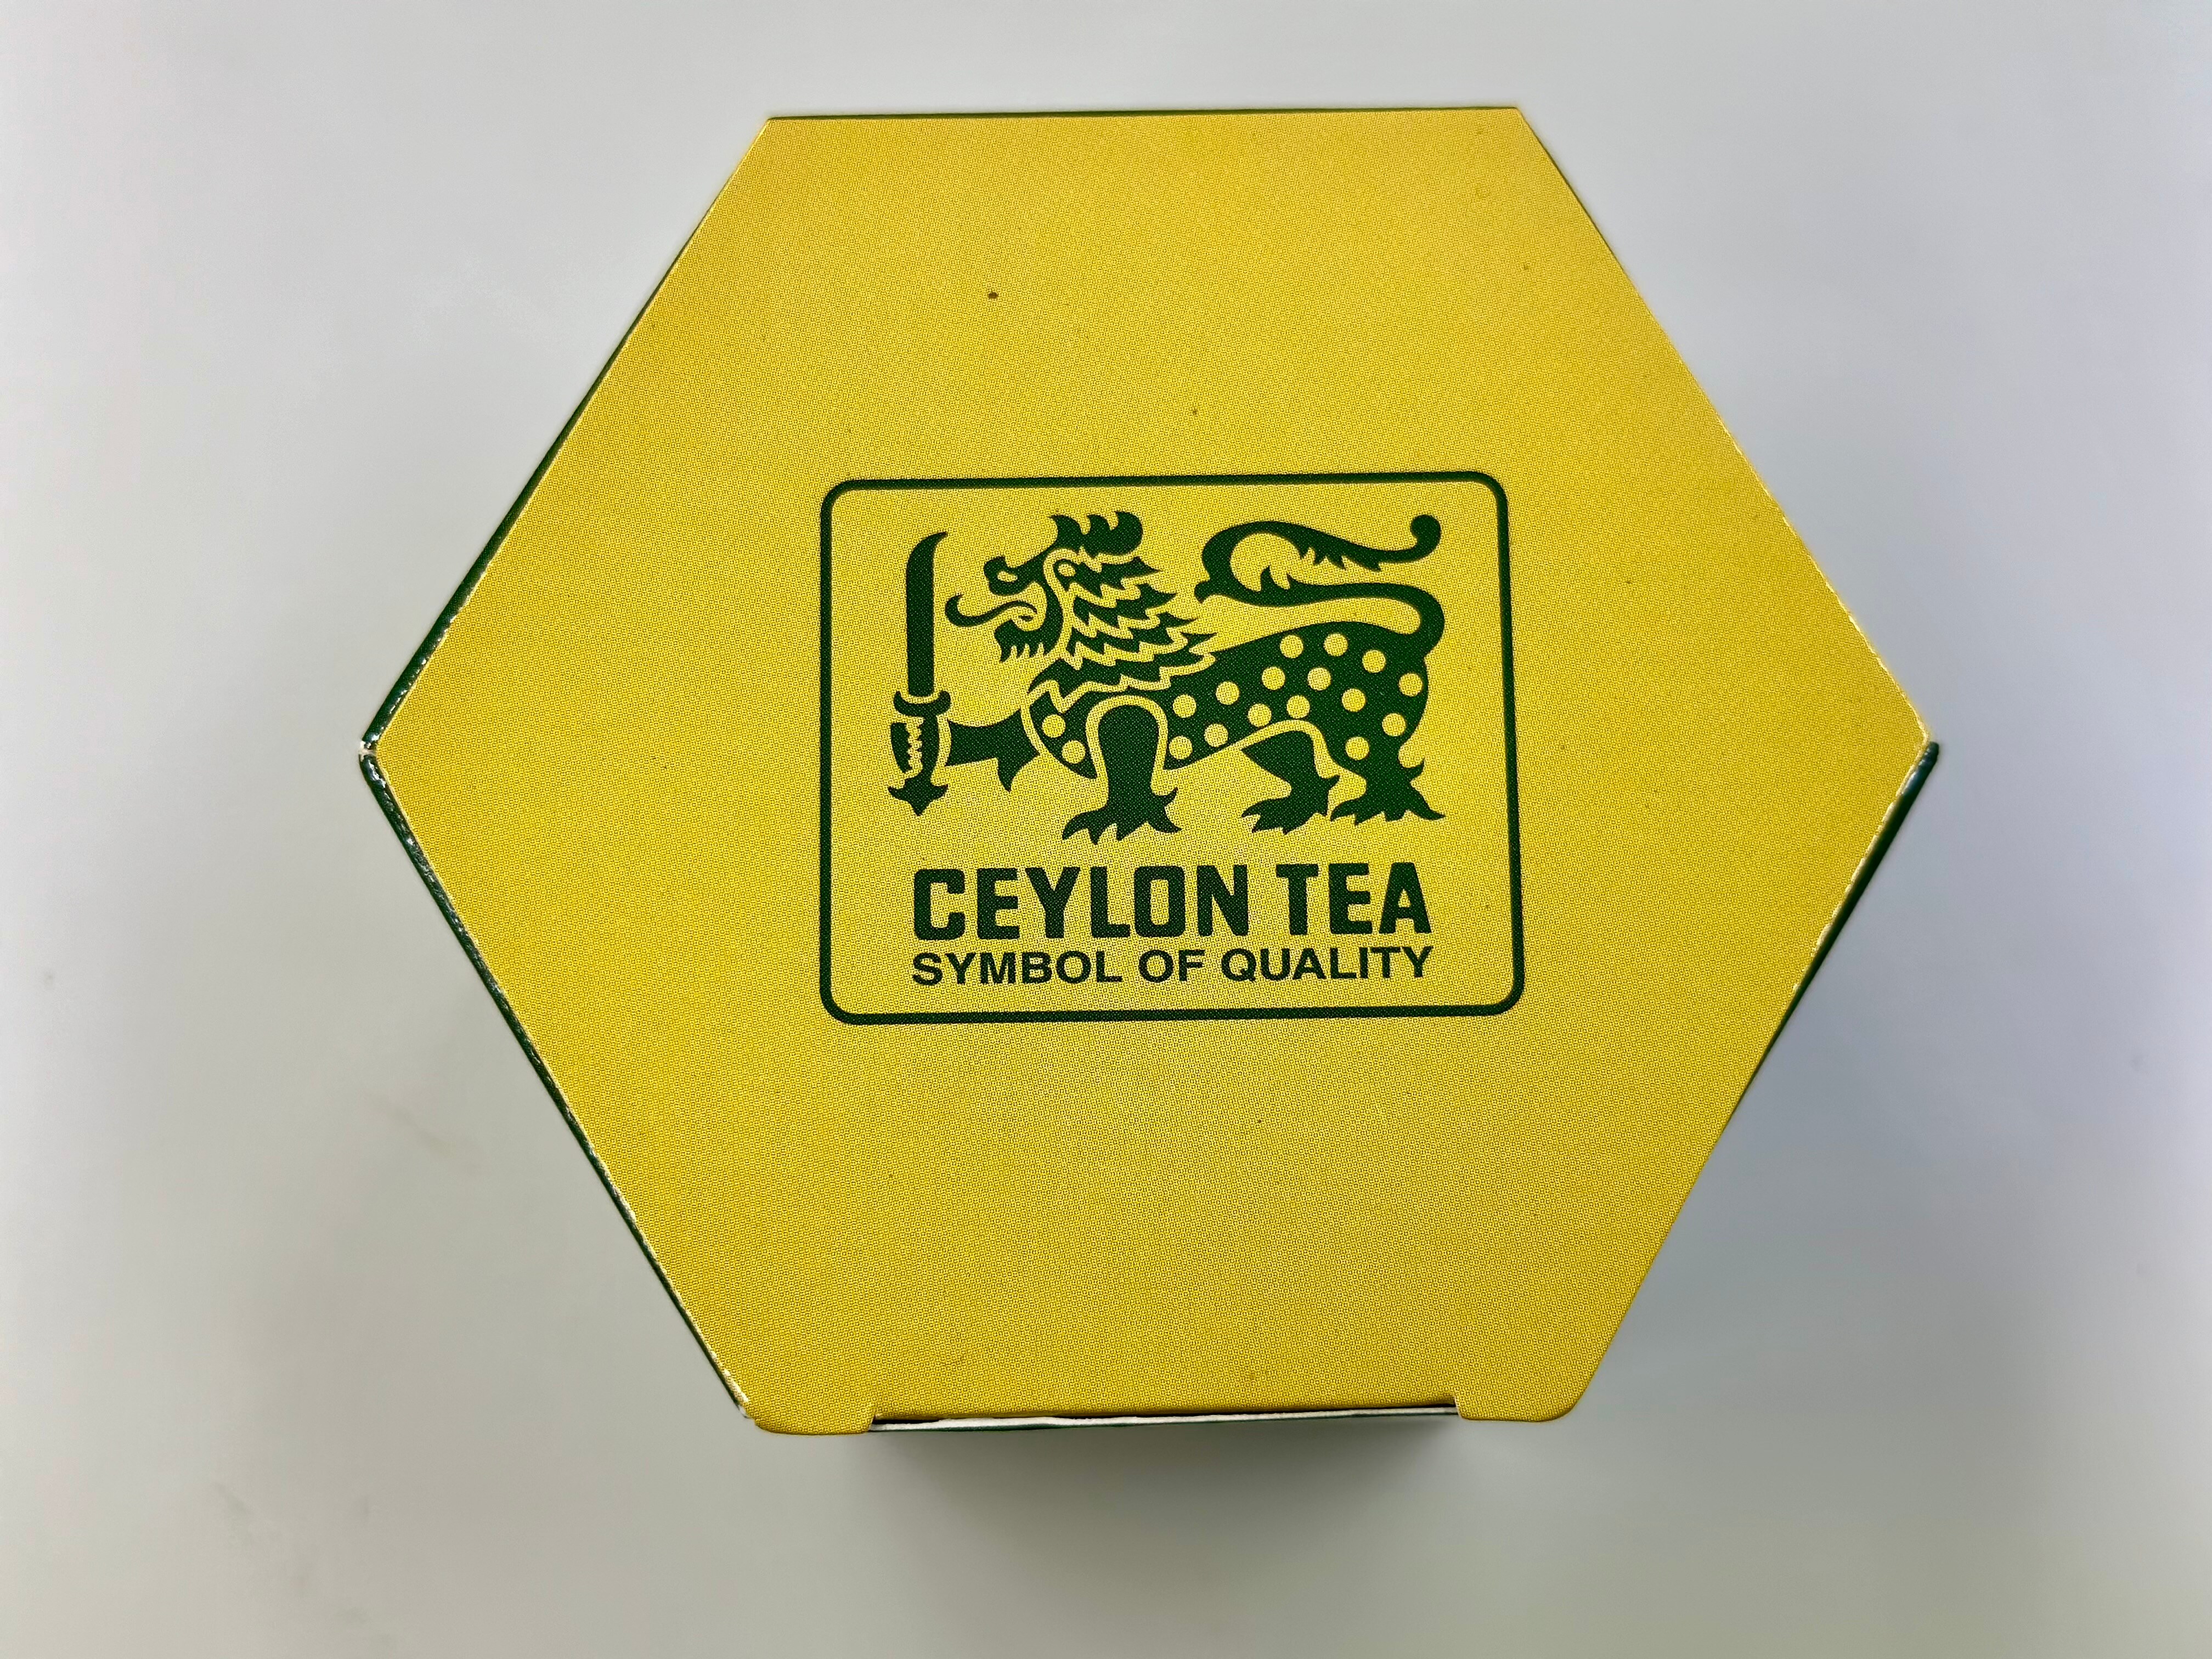 CEYLON TEA
SYMBOL OF QUALITY